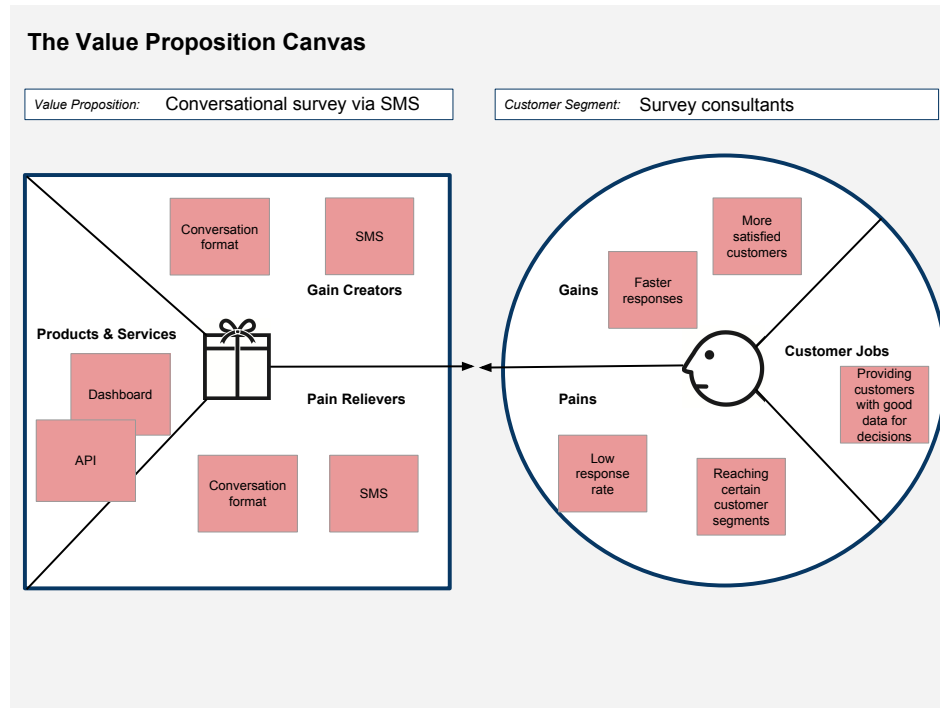 The Value Proposition Canvas
Value Proposition: Conversational survey via SMS
Customer Segment: Survey consultants
Conversation
format
SMS
Gain Creators
Products & Services
Dashboard
API
Pain Relievers
Conversation
format
SMS
More
satisfied
customers
Gains
Faster
responses
Customer Jobs
Providing
customers
with good
data for
decisions
Pains
Low
response
rate
Reaching
certain
customer
segments